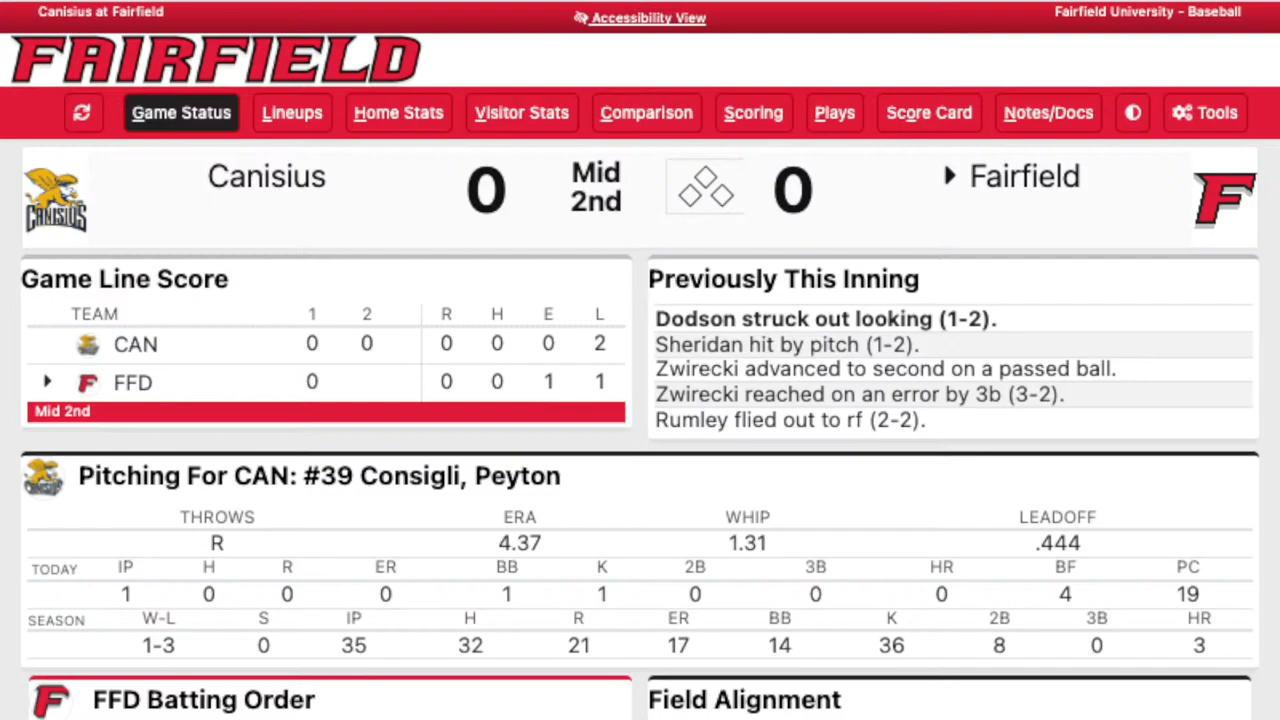 Canisius at Fairfield
Accessibility View
Fairfield University - Baseball
FAIRFIELD
Game Status Lineups Home Stats Visitor Stats Comparison Scoring Plays Score Card Notes/Docs Tools
CANISIUS
Canisius 0 Mid 2nd 0 Fairfield
F
Game Line Score
TEAM 1 2 R H E L
CAN 0 0 0 0 0 2
FFD 0 0 0 1 1
Mid 2nd
Previously This Inning
Dodson struck out looking (1-2).
Sheridan hit by pitch (1-2).
Zwirecki advanced to second on a passed ball.
Zwirecki reached on an error by 3b (3-2).
Rumley flied out to rf (2-2).
Pitching For CAN: #39 Consigli, Peyton
THROWS ERA WHIP LEADOFF
R 4.37 1.31 .444
TODAY IP H R ER BB K 2B 3B HR BF PC
1 0 0 0 1 1 0 0 0 4 19
SEASON W-L S IP H R ER BB K 2B 3B HR
1-3 0 35 32 21 17 14 36 8 0 3
F FFD Batting Order
Field Alignment